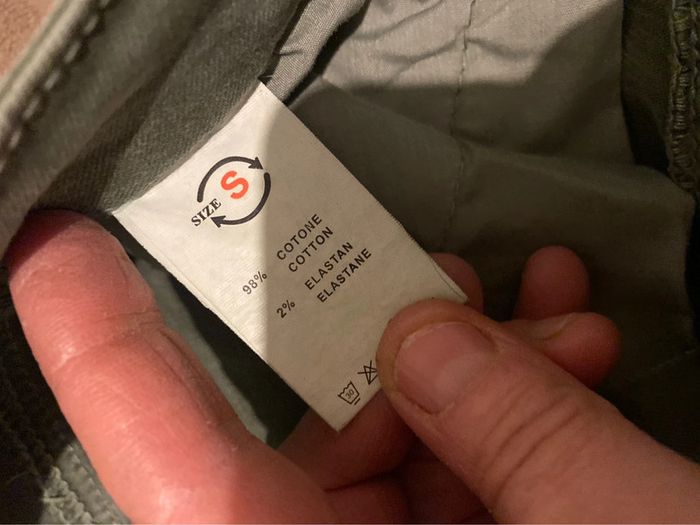 SIZE S
98% COTONE
COTTON
2% ELASTAN
ELASTANE
30